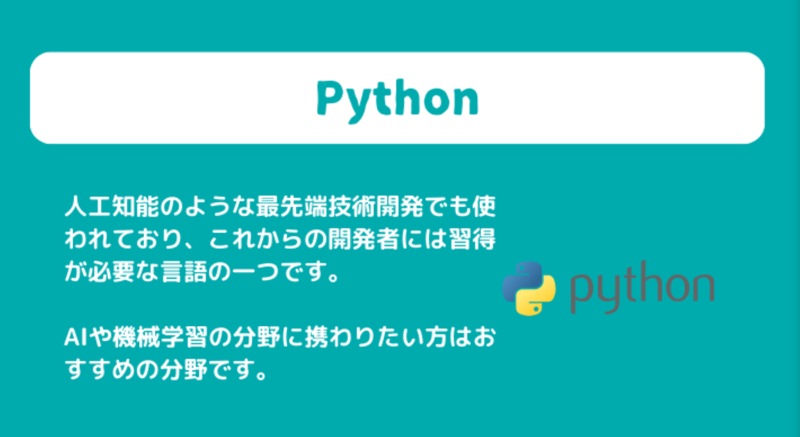 Python
人工知能のような最先端技術開発でも使
われており、これからの開発者には習得
が必要な言語の一つです。
AIや機械学習の分野に携わりたい方はお
すすめの分野です。
python